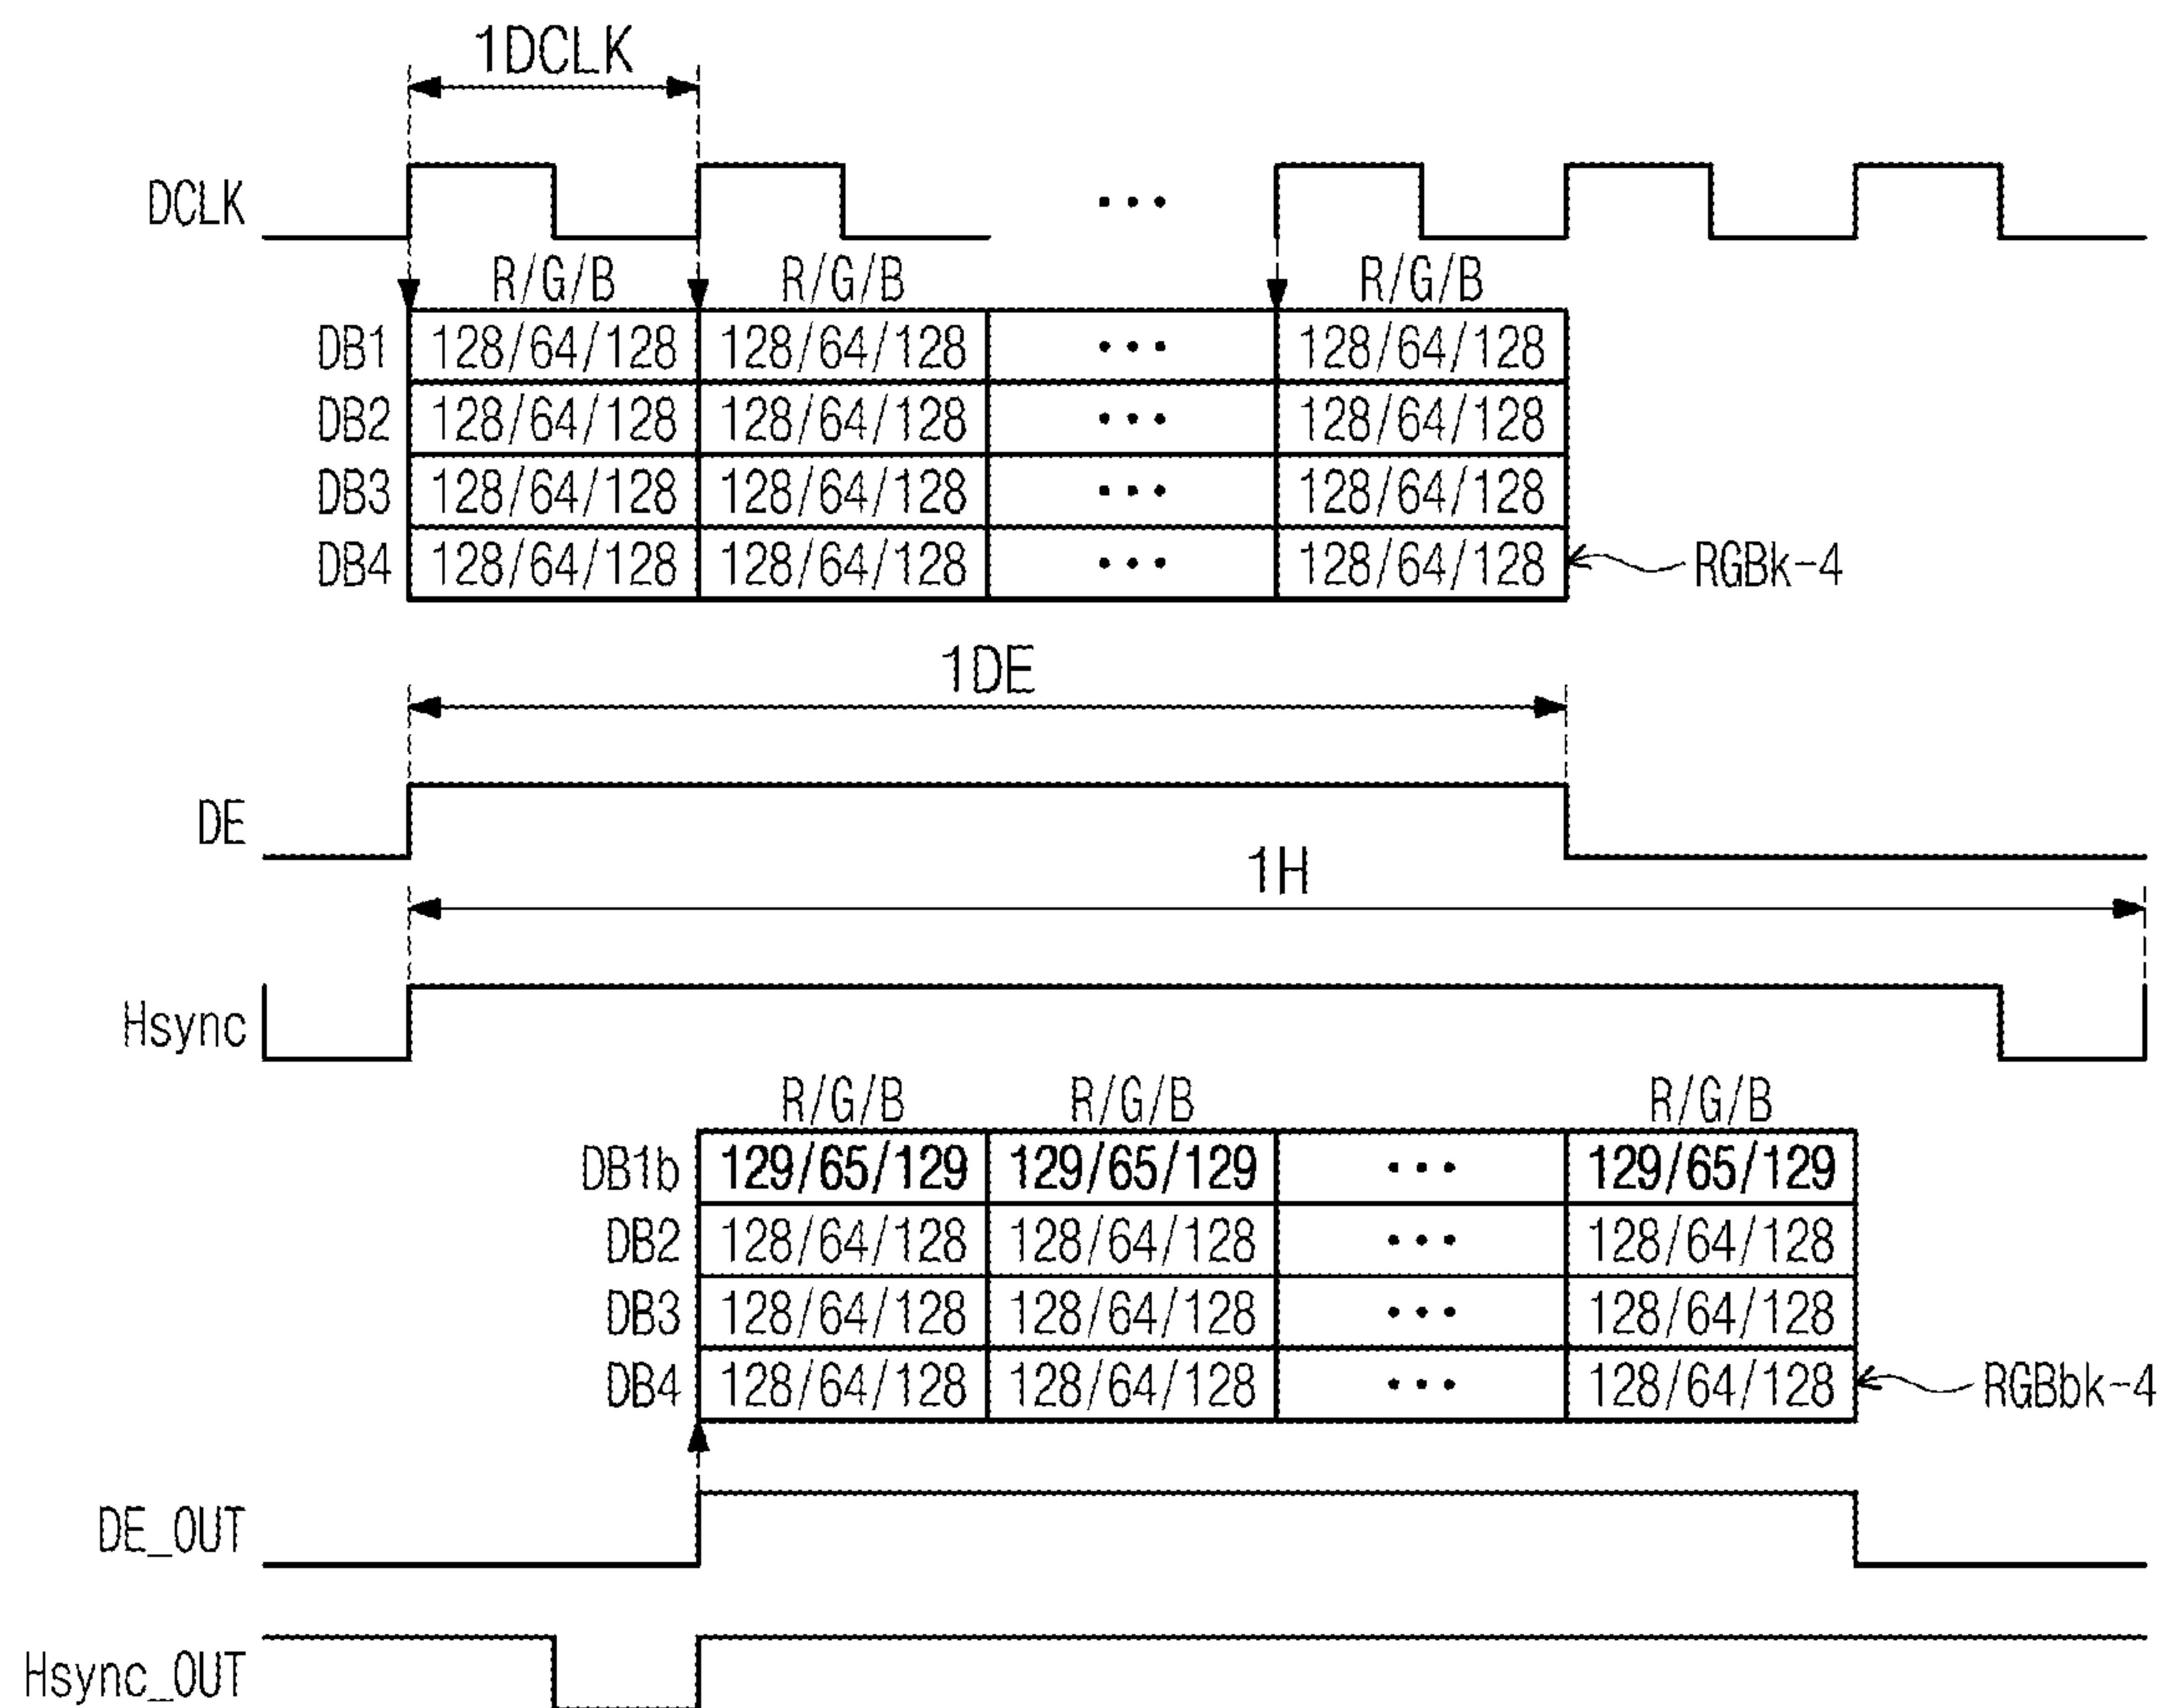 1DCLK
DCLK ...
R/G/B R/G/B R/G/B
DB1 128/64/128 128/64/128 ... 128/64/128
DB2 128/64/128 128/64/128 ... 128/64/128
DB3 128/64/128 128/64/128 ... 128/64/128
DB4 128/64/128 128/64/128 ... 128/64/128 RGBk-4
1DE
DE
1H
Hsync
R/G/B R/G/B R/G/B
DB1b 129/65/129 129/65/129 ... 129/65/129
DB2 128/64/128 128/64/128 ... 128/64/128
DB3 128/64/128 128/64/128 ... 128/64/128
DB4 128/64/128 128/64/128 ... 128/64/128 RGBbk-4
DE_OUT
Hsync_OUT